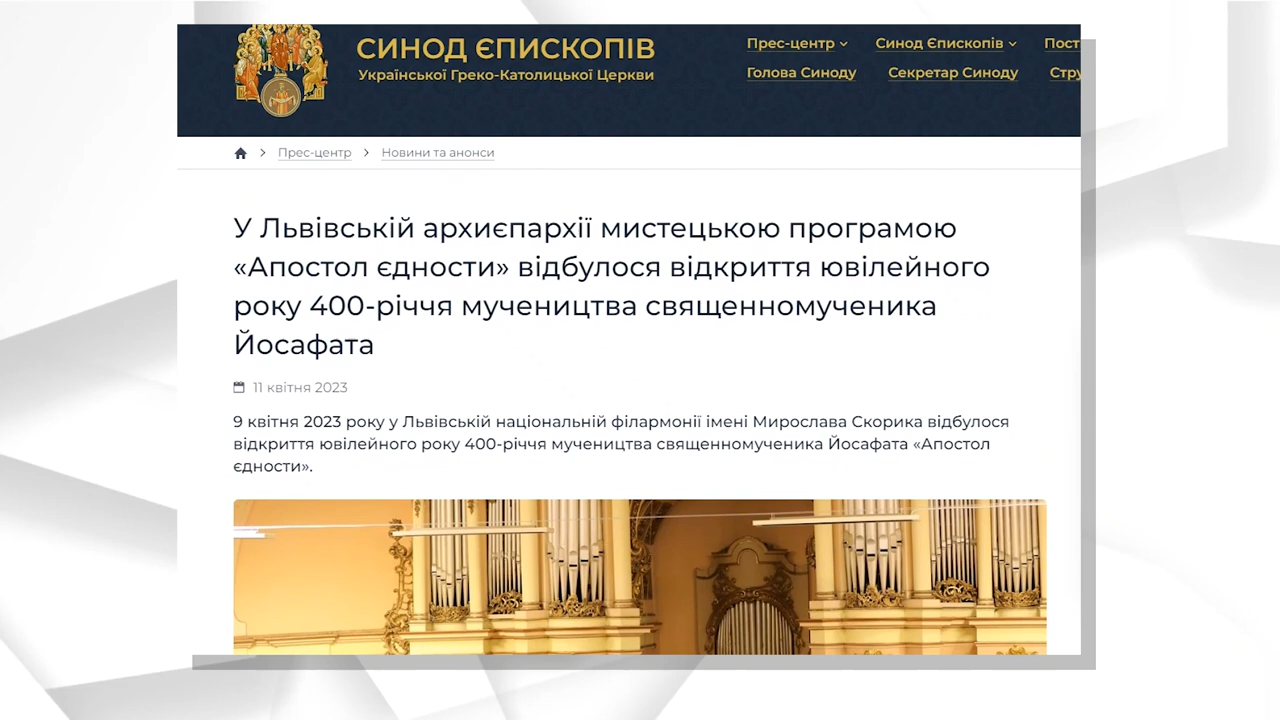 СИНОД ЄПИСКОПІВ
Української Греко-Католицької Церкви
Прес-центр
Синод Єпископів
Пост
Голова Синоду
Секретар Синоду
Стру
Прес-центр
Новини та анонси
У Львівській архиєпархії мистецькою програмою
«Апостол єдности» відбулося відкриття ювілейного
року 400-річчя мучеництва священномученика
Йосафата
11 квітня 2023
9 квітня 2023 року у Львівській національній філармонії імені Мирослава Скорика відбулося
відкриття ювілейного року 400-річчя мучеництва священномученика Йосафата «Апостол
єдности».